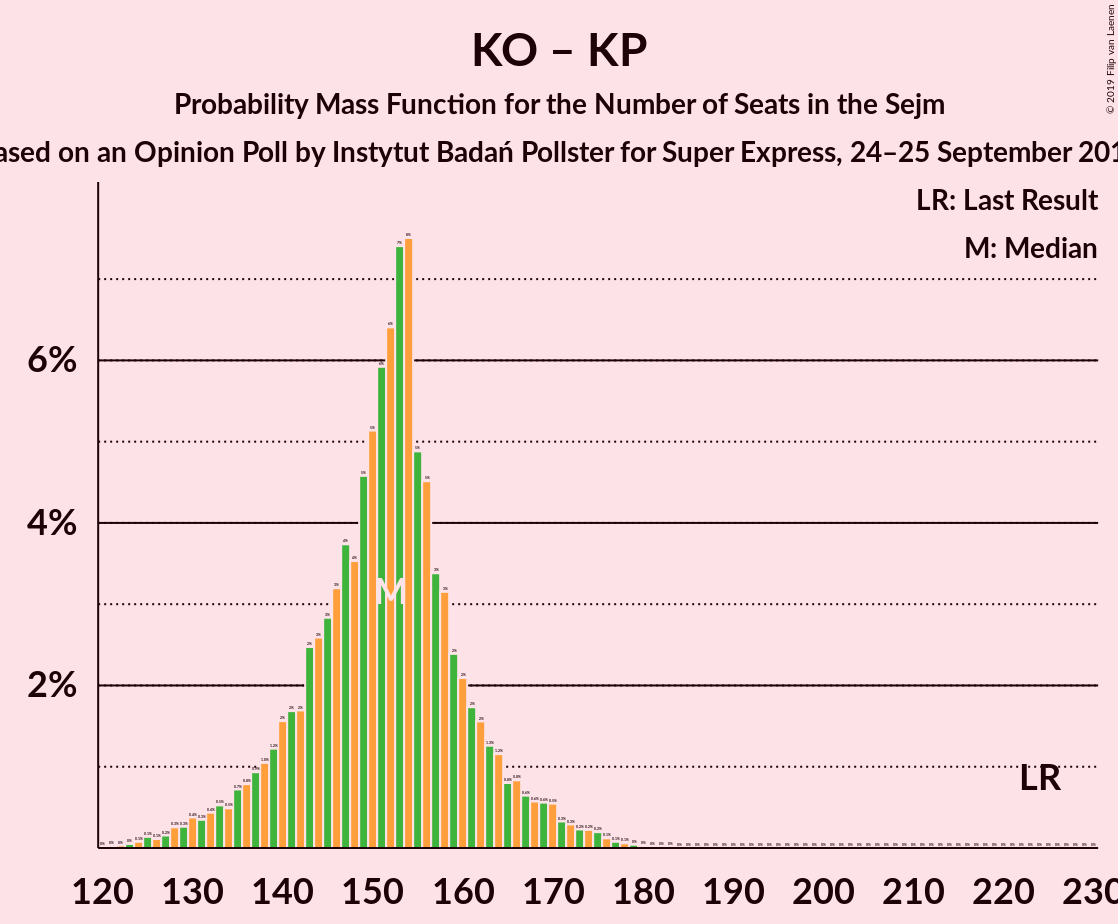 KO – KP
Probability Mass Function for the Number of Seats in the Sejm
ased on an Opinion Poll by Instytut Badań Pollster for Super Express, 24–25 September 201
© 2019 Filip van Laenen
LR: Last Result
M: Median
6%
4%
2%
M
LR
120 130 140 150 160 170 180 190 200 210 220 230